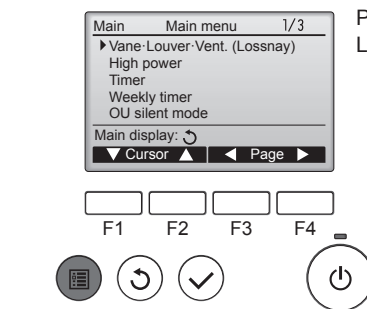 Main Main menu 1/3
Vane·Louver·Vent. (Lossnay)
High power
Timer
Weekly timer
OU silent mode
Main display:
Cursor Page
F1 F2 F3 F4